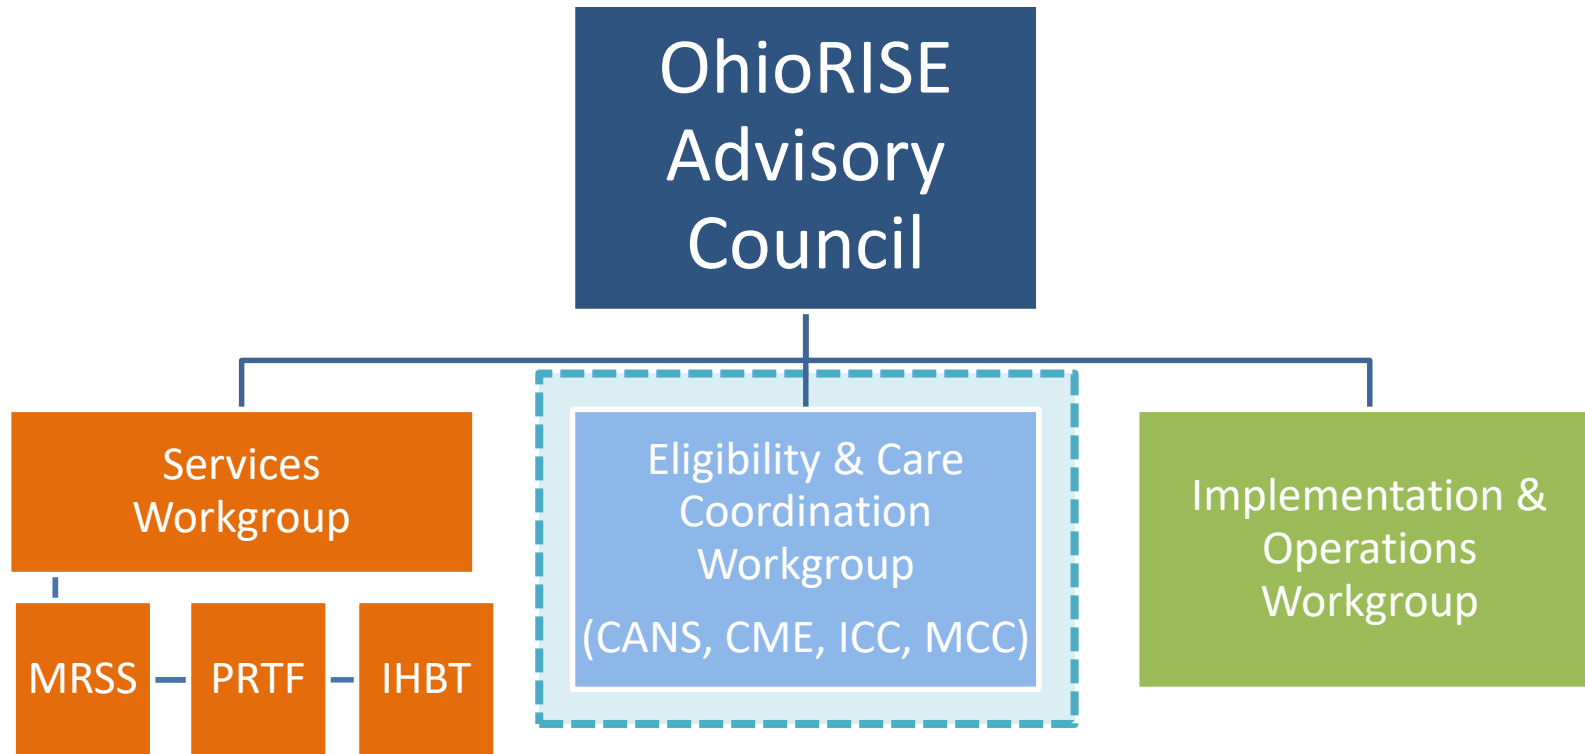 OhioRISE
Advisory
Council
Services
Workgroup
MRSS
PRTF
IHBT
Eligibility & Care
Coordination
Workgroup
(CANS, CME, ICC, MCC)
Implementation &
Operations
Workgroup